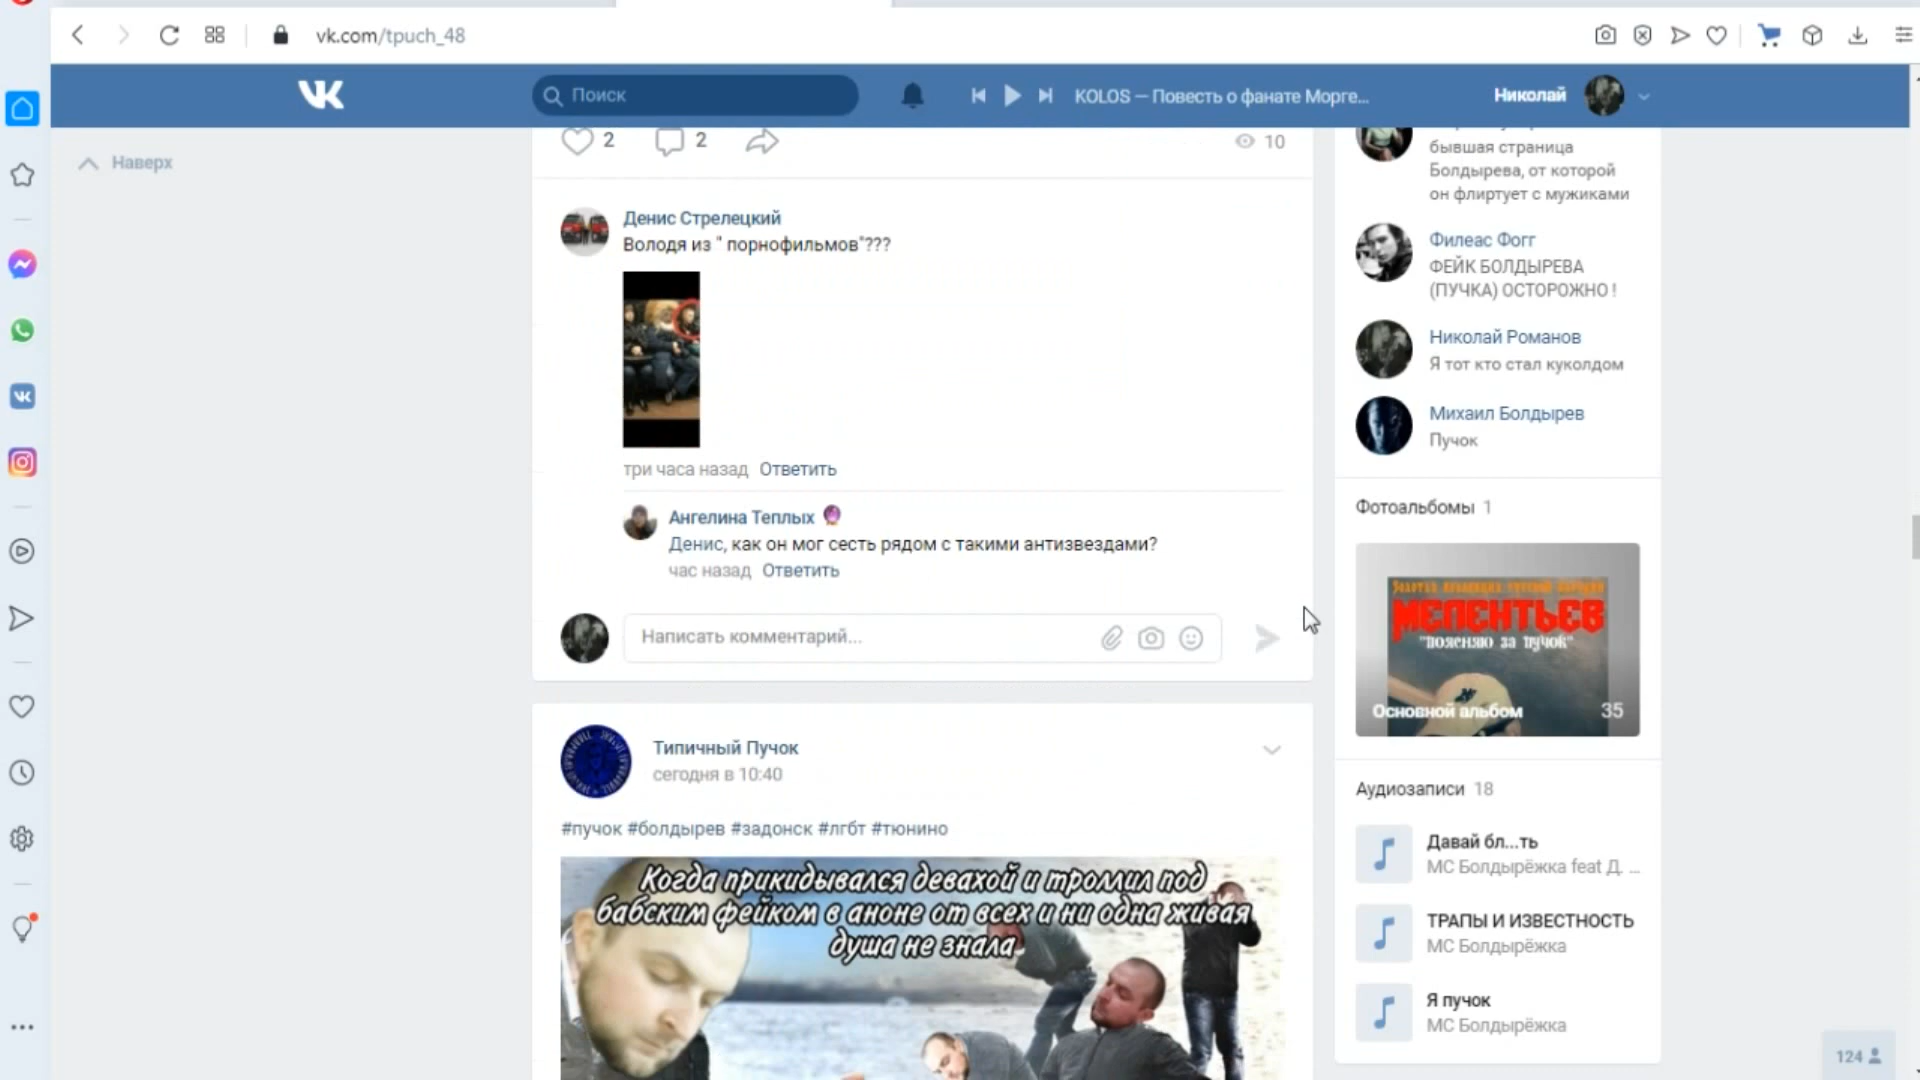 vk.com/tpuch_48
Поиск
KOLOS — Повесть о фанате Морге...
Николай
Наверх
2
2
10
Денис Стрелецкий
Володя из " порнофильмов"???
три часа назад Ответить
Ангелина Теплых
Денис, как он мог сесть рядом с такими антизвездами?
час назад Ответить
Написать комментарий...
Типичный Пучок
сегодня в 10:40
#пучок #болдырев #задонск #лгбт #тюнино
Когда прикидывался девахой и троллил под
бабским фейком в аноне от всех и ни одна живая
душа не знала
бывшая страница
Болдырева, от которой
он флиртует с мужиками
Филеас Фогг
ФЕЙК БОЛДЫРЕВА
(ПУЧКА) ОСТОРОЖНО !
Николай Романов
Я тот кто стал куколдом
Михаил Болдырев
Пучок
Фотоальбомы 1
МЕЛЕНТЬЕВ
"поясняю за пучок"
Основной альбом 35
Аудиозаписи 18
Давай бл...ть
МС Болдырёжка feat Д. ...
ТРАПЫ И ИЗВЕСТНОСТЬ
МС Болдырёжка
Я пучок
МС Болдырёжка
124